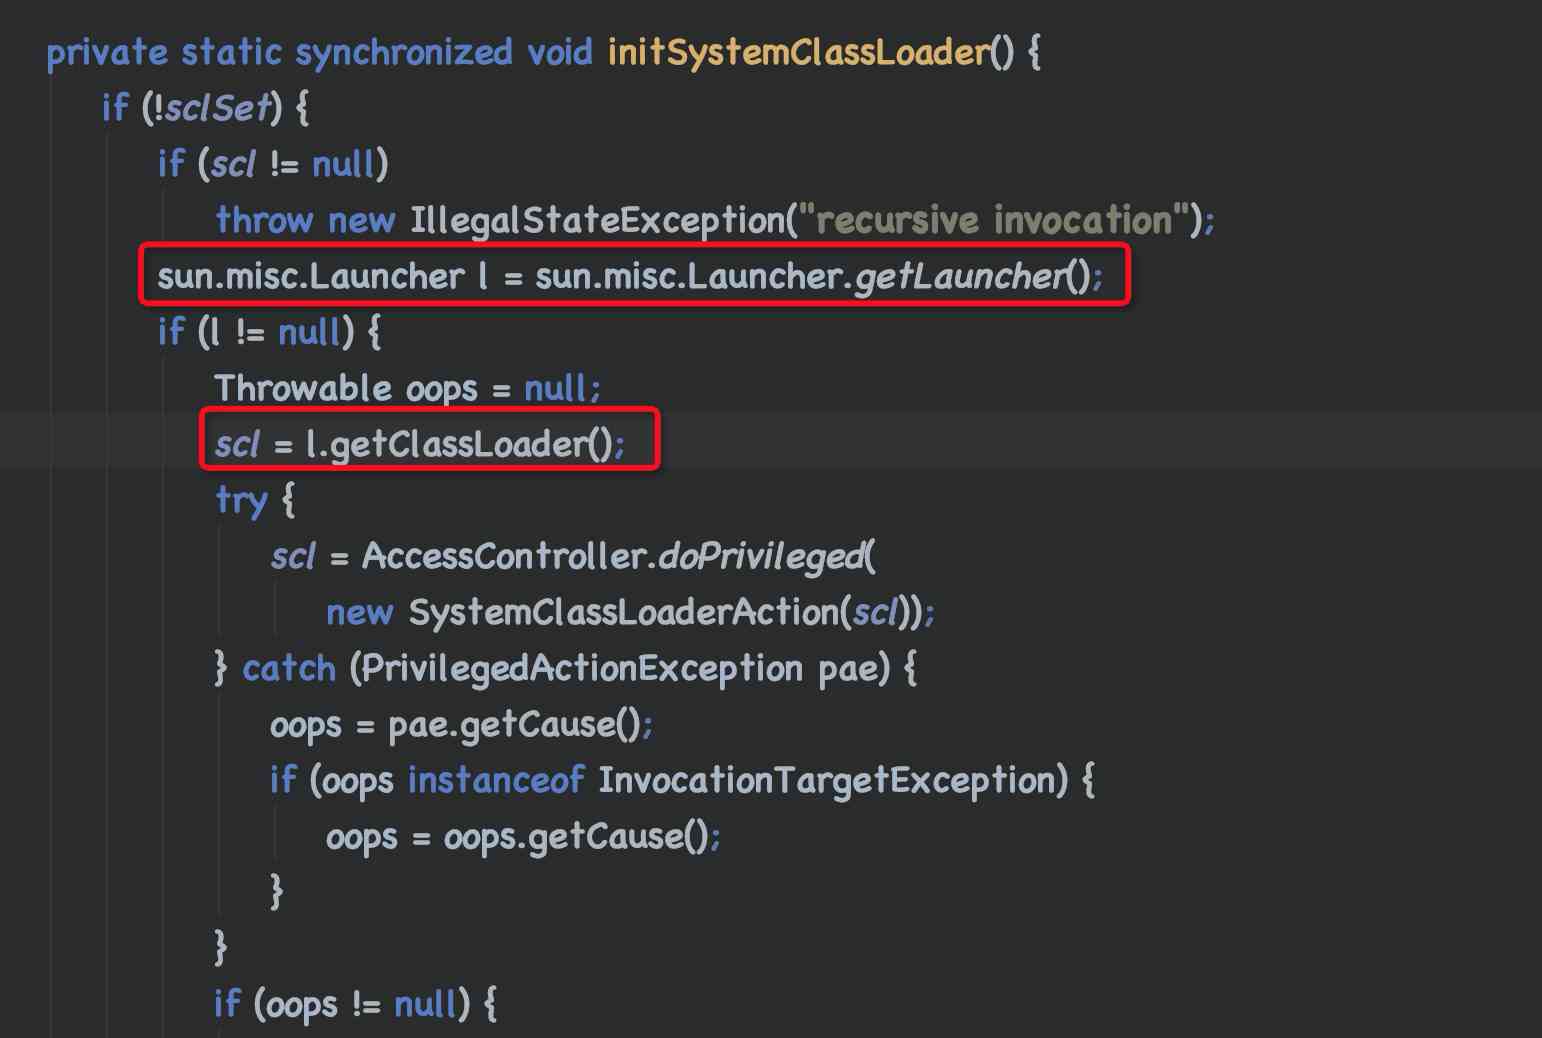 private static synchronized void initSystemClassLoader() {
if (!sclSet) {
if (scl != null)
throw new IllegalStateException("recursive invocation");
sun.misc.Launcher l = sun.misc.Launcher.getLauncher();
if (l != null) {
Throwable oops = null;
scl = l.getClassLoader();
try {
scl = AccessController.doPrivileged(
new SystemClassLoaderAction(scl));
} catch (PrivilegedActionException pae) {
oops = pae.getCause();
if (oops instanceof InvocationTargetException) {
oops = oops.getCause();
}
}
if (oops != null) {